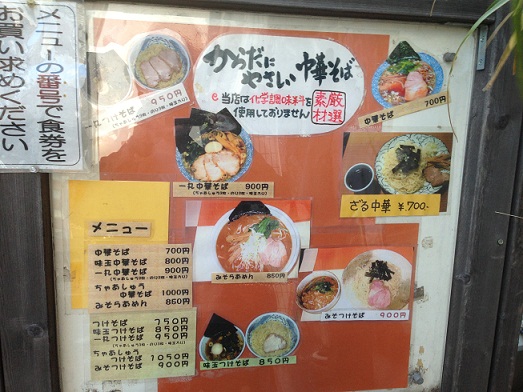 メニューの番号で食券を
お買い求めください
からだに
やさしい中華そば
当店は化学調味料を
使用しておりません
厳選
素材
950円
中華そば 700円
一丸中華そば 900円
ざる中華 ¥700-
みそらあめん 850円
みそつけそば 900円
味玉つけそば 850円
メニュー
中華そば 700円
味玉中華そば 800円
一丸中華そば 900円
ちゃあしゅう
中華そば 1000円
みそらあめん 850円
つけそば 750円
味玉つけそば 850円
一丸つけそば 950円
ちゃあしゅう
つけそば 1050円
みそつけそば 900円